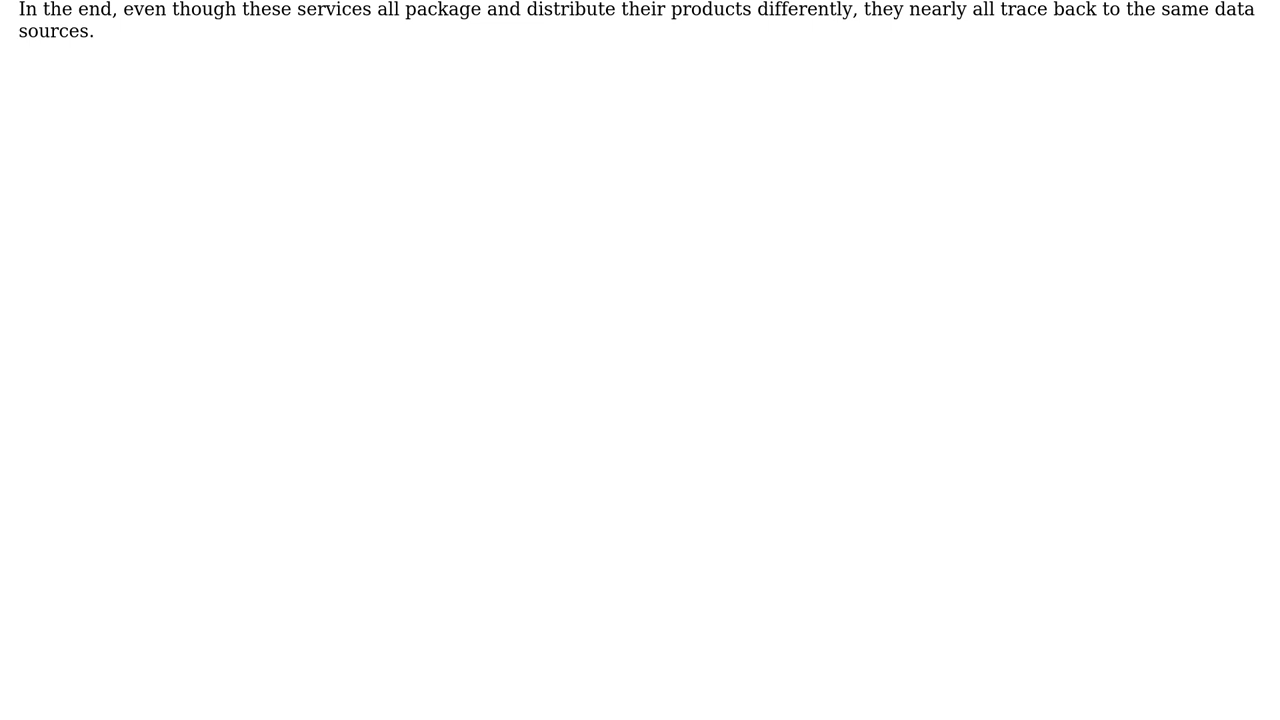 In the end, even though these services all package and distribute their products differently, they nearly all trace back to the same data
sources.